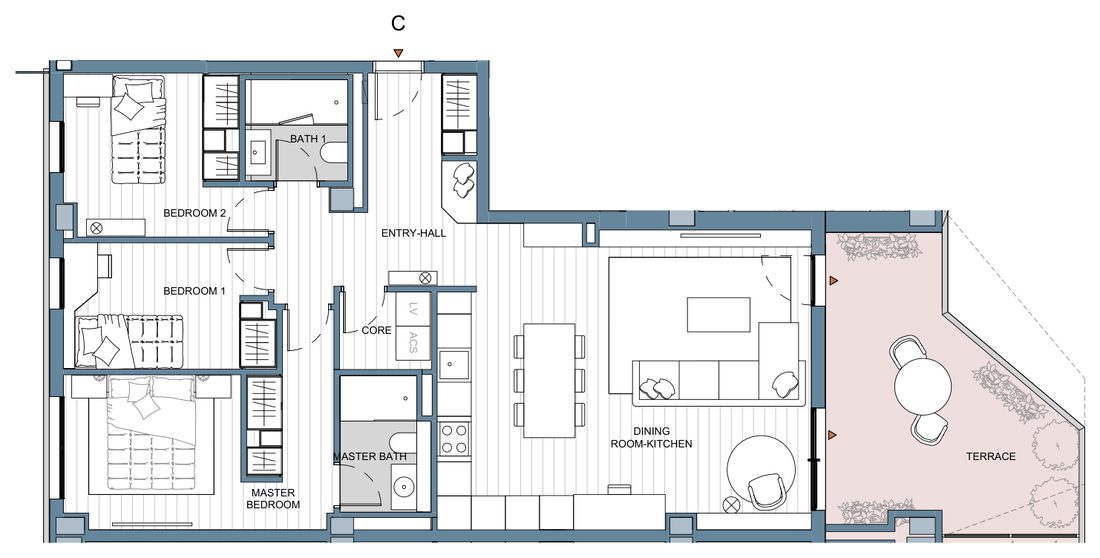 C
BATH 1
BEDROOM 2
ENTRY-HALL
BEDROOM 1
LV
CORE
ACS
DINING
ROOM-KITCHEN
MASTER BATH
TERRACE
MASTER
BEDROOM